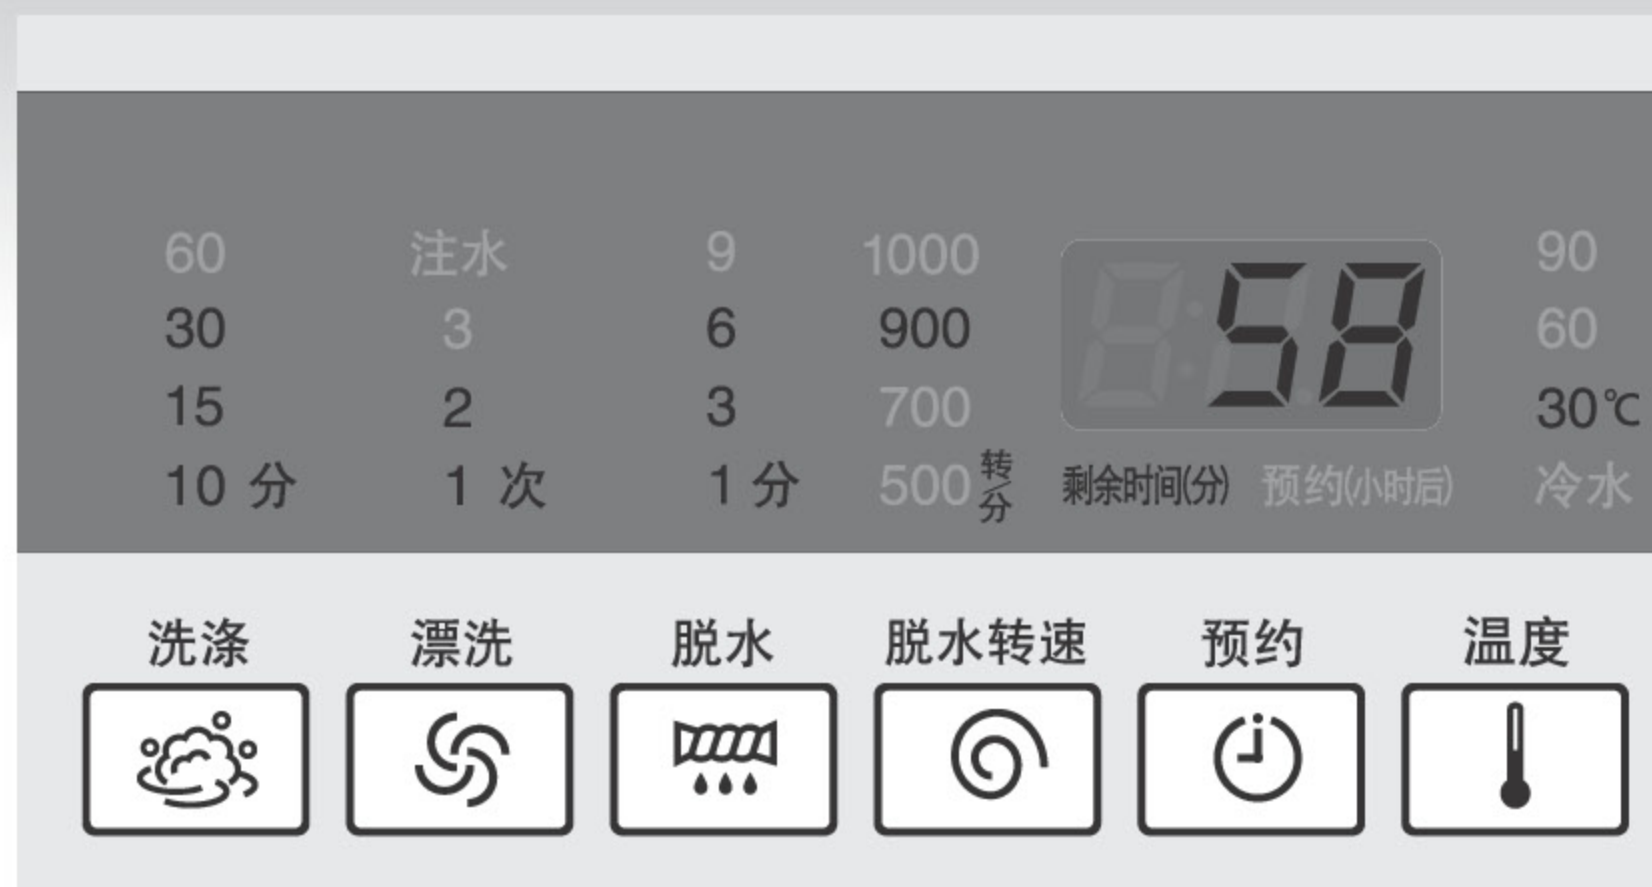 60 注水 9 1000 90
30 3 6 900 58 60
15 2 3 700 30℃
10 分 1 次 1 分 500 转/分 剩余时间(分) 预约(小时后) 冷水
洗涤 漂洗 脱水 脱水转速 预约 温度